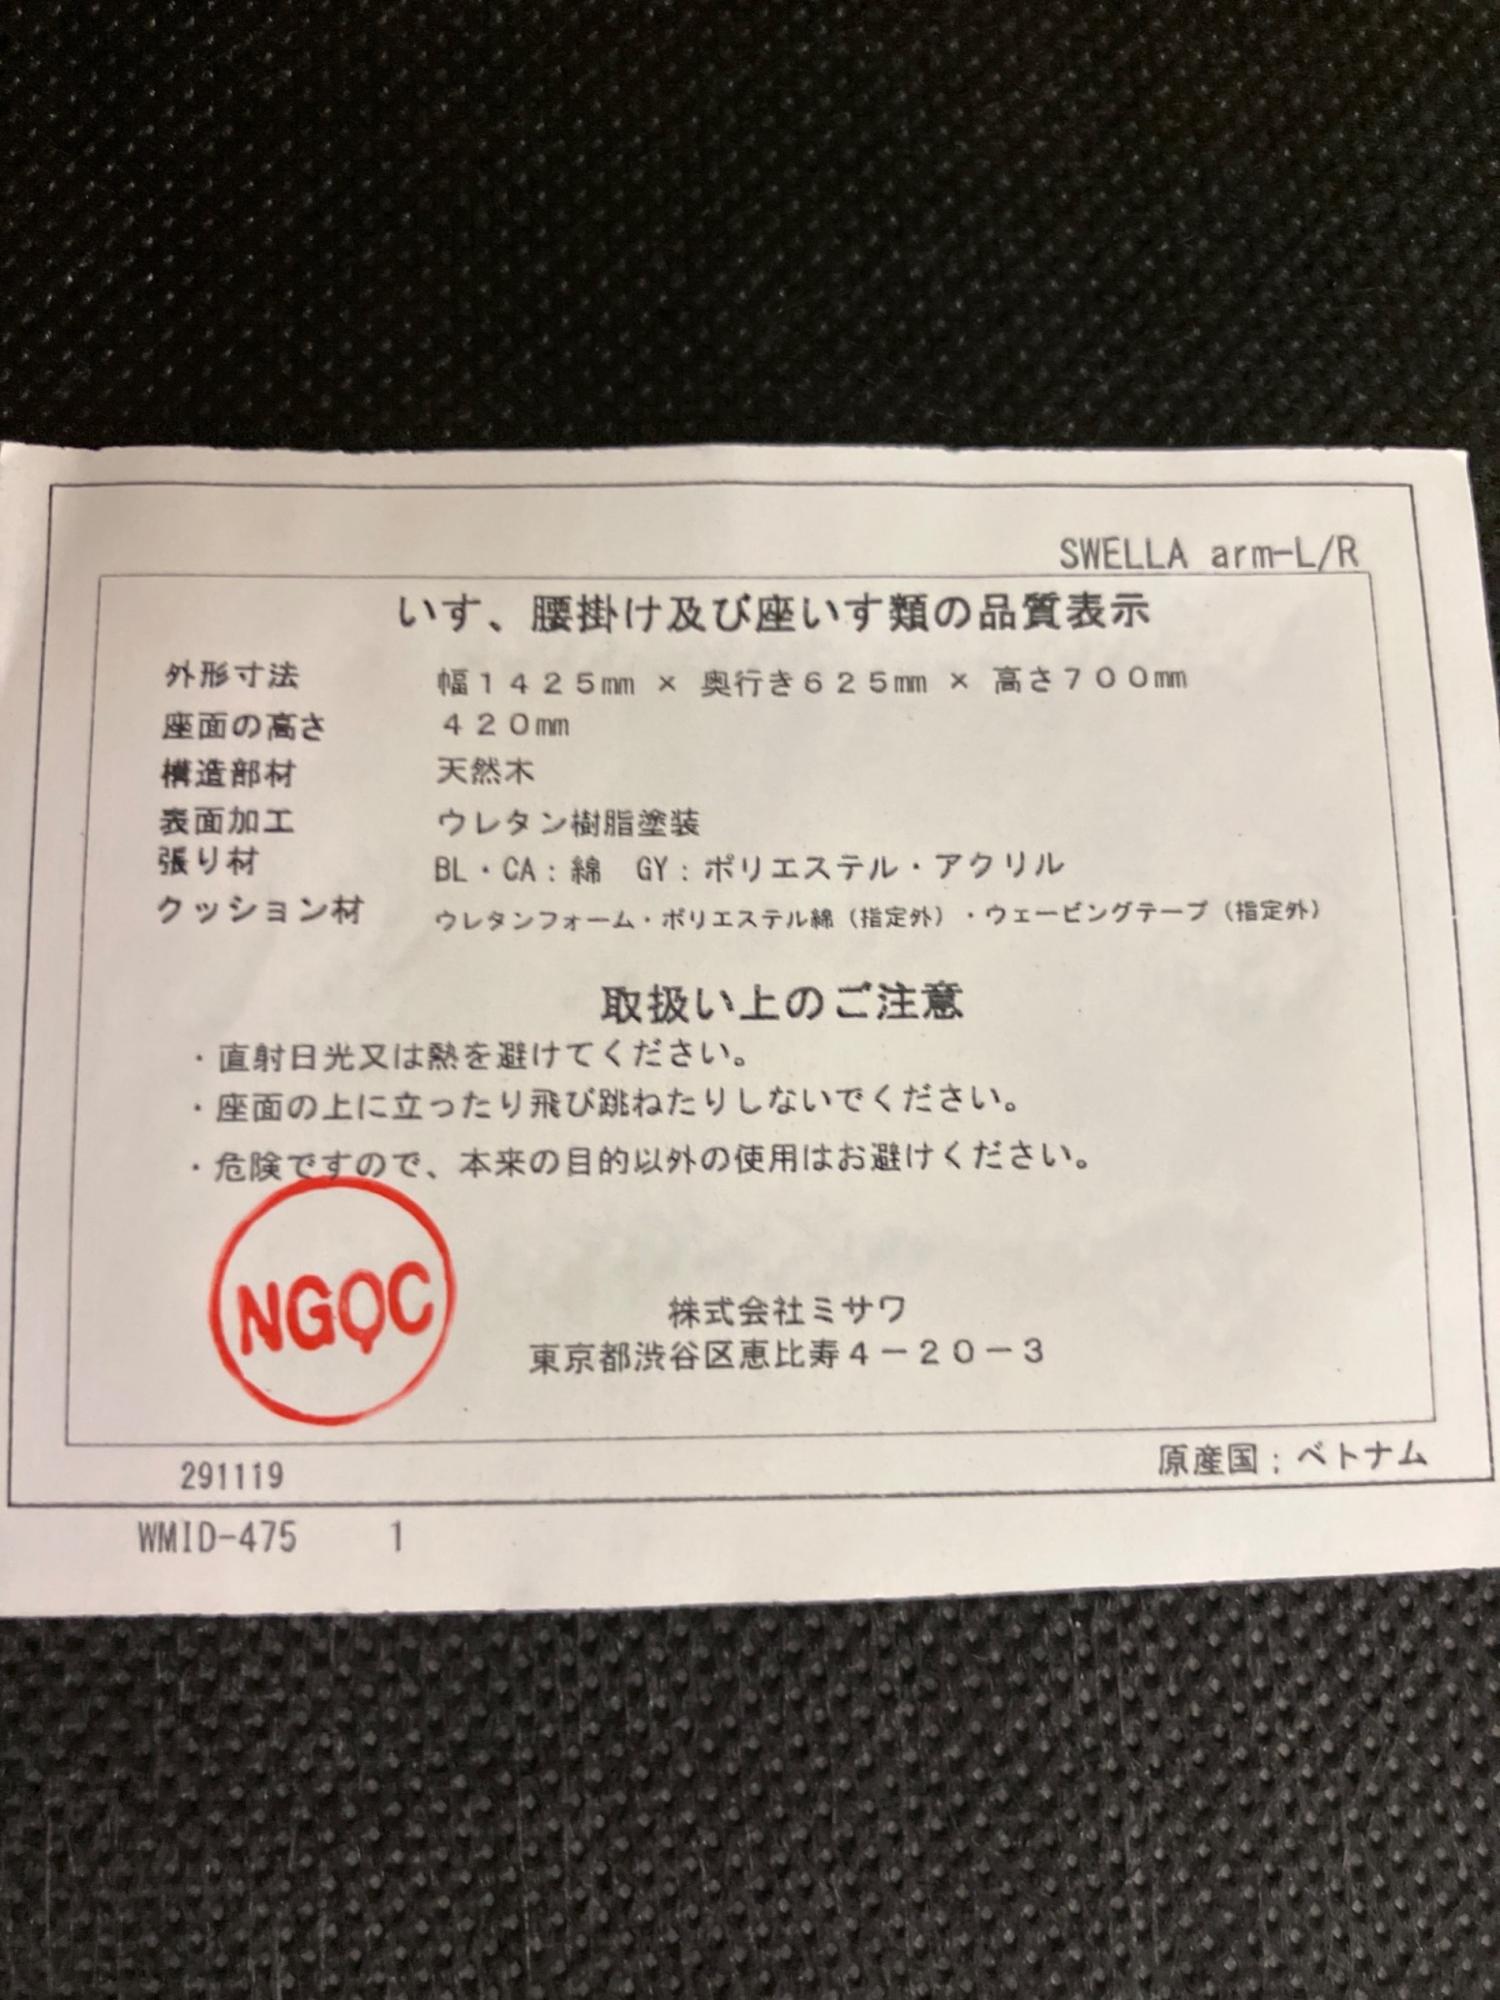 SWELLA arm-L/R
いす、腰掛け及び座いす類の品質表示
外形寸法 幅１４２５㎜ × 奥行き６２５㎜ × 高さ７００㎜
座面の高さ ４２０㎜
構造部材 天然木
表面加工 ウレタン樹脂塗装
張り材 BL・CA：綿 GY：ポリエステル・アクリル
クッション材 ウレタンフォーム・ポリエステル綿（指定外）・ウェービングテープ（指定外）
取扱い上のご注意
・直射日光又は熱を避けてください。
・座面の上に立ったり飛び跳ねたりしないでください。
・危険ですので、本来の目的以外の使用はお避けください。
NGOC
株式会社ミサワ
東京都渋谷区恵比寿４－２０－３
291119
原産国；ベトナム
WMID-475 1